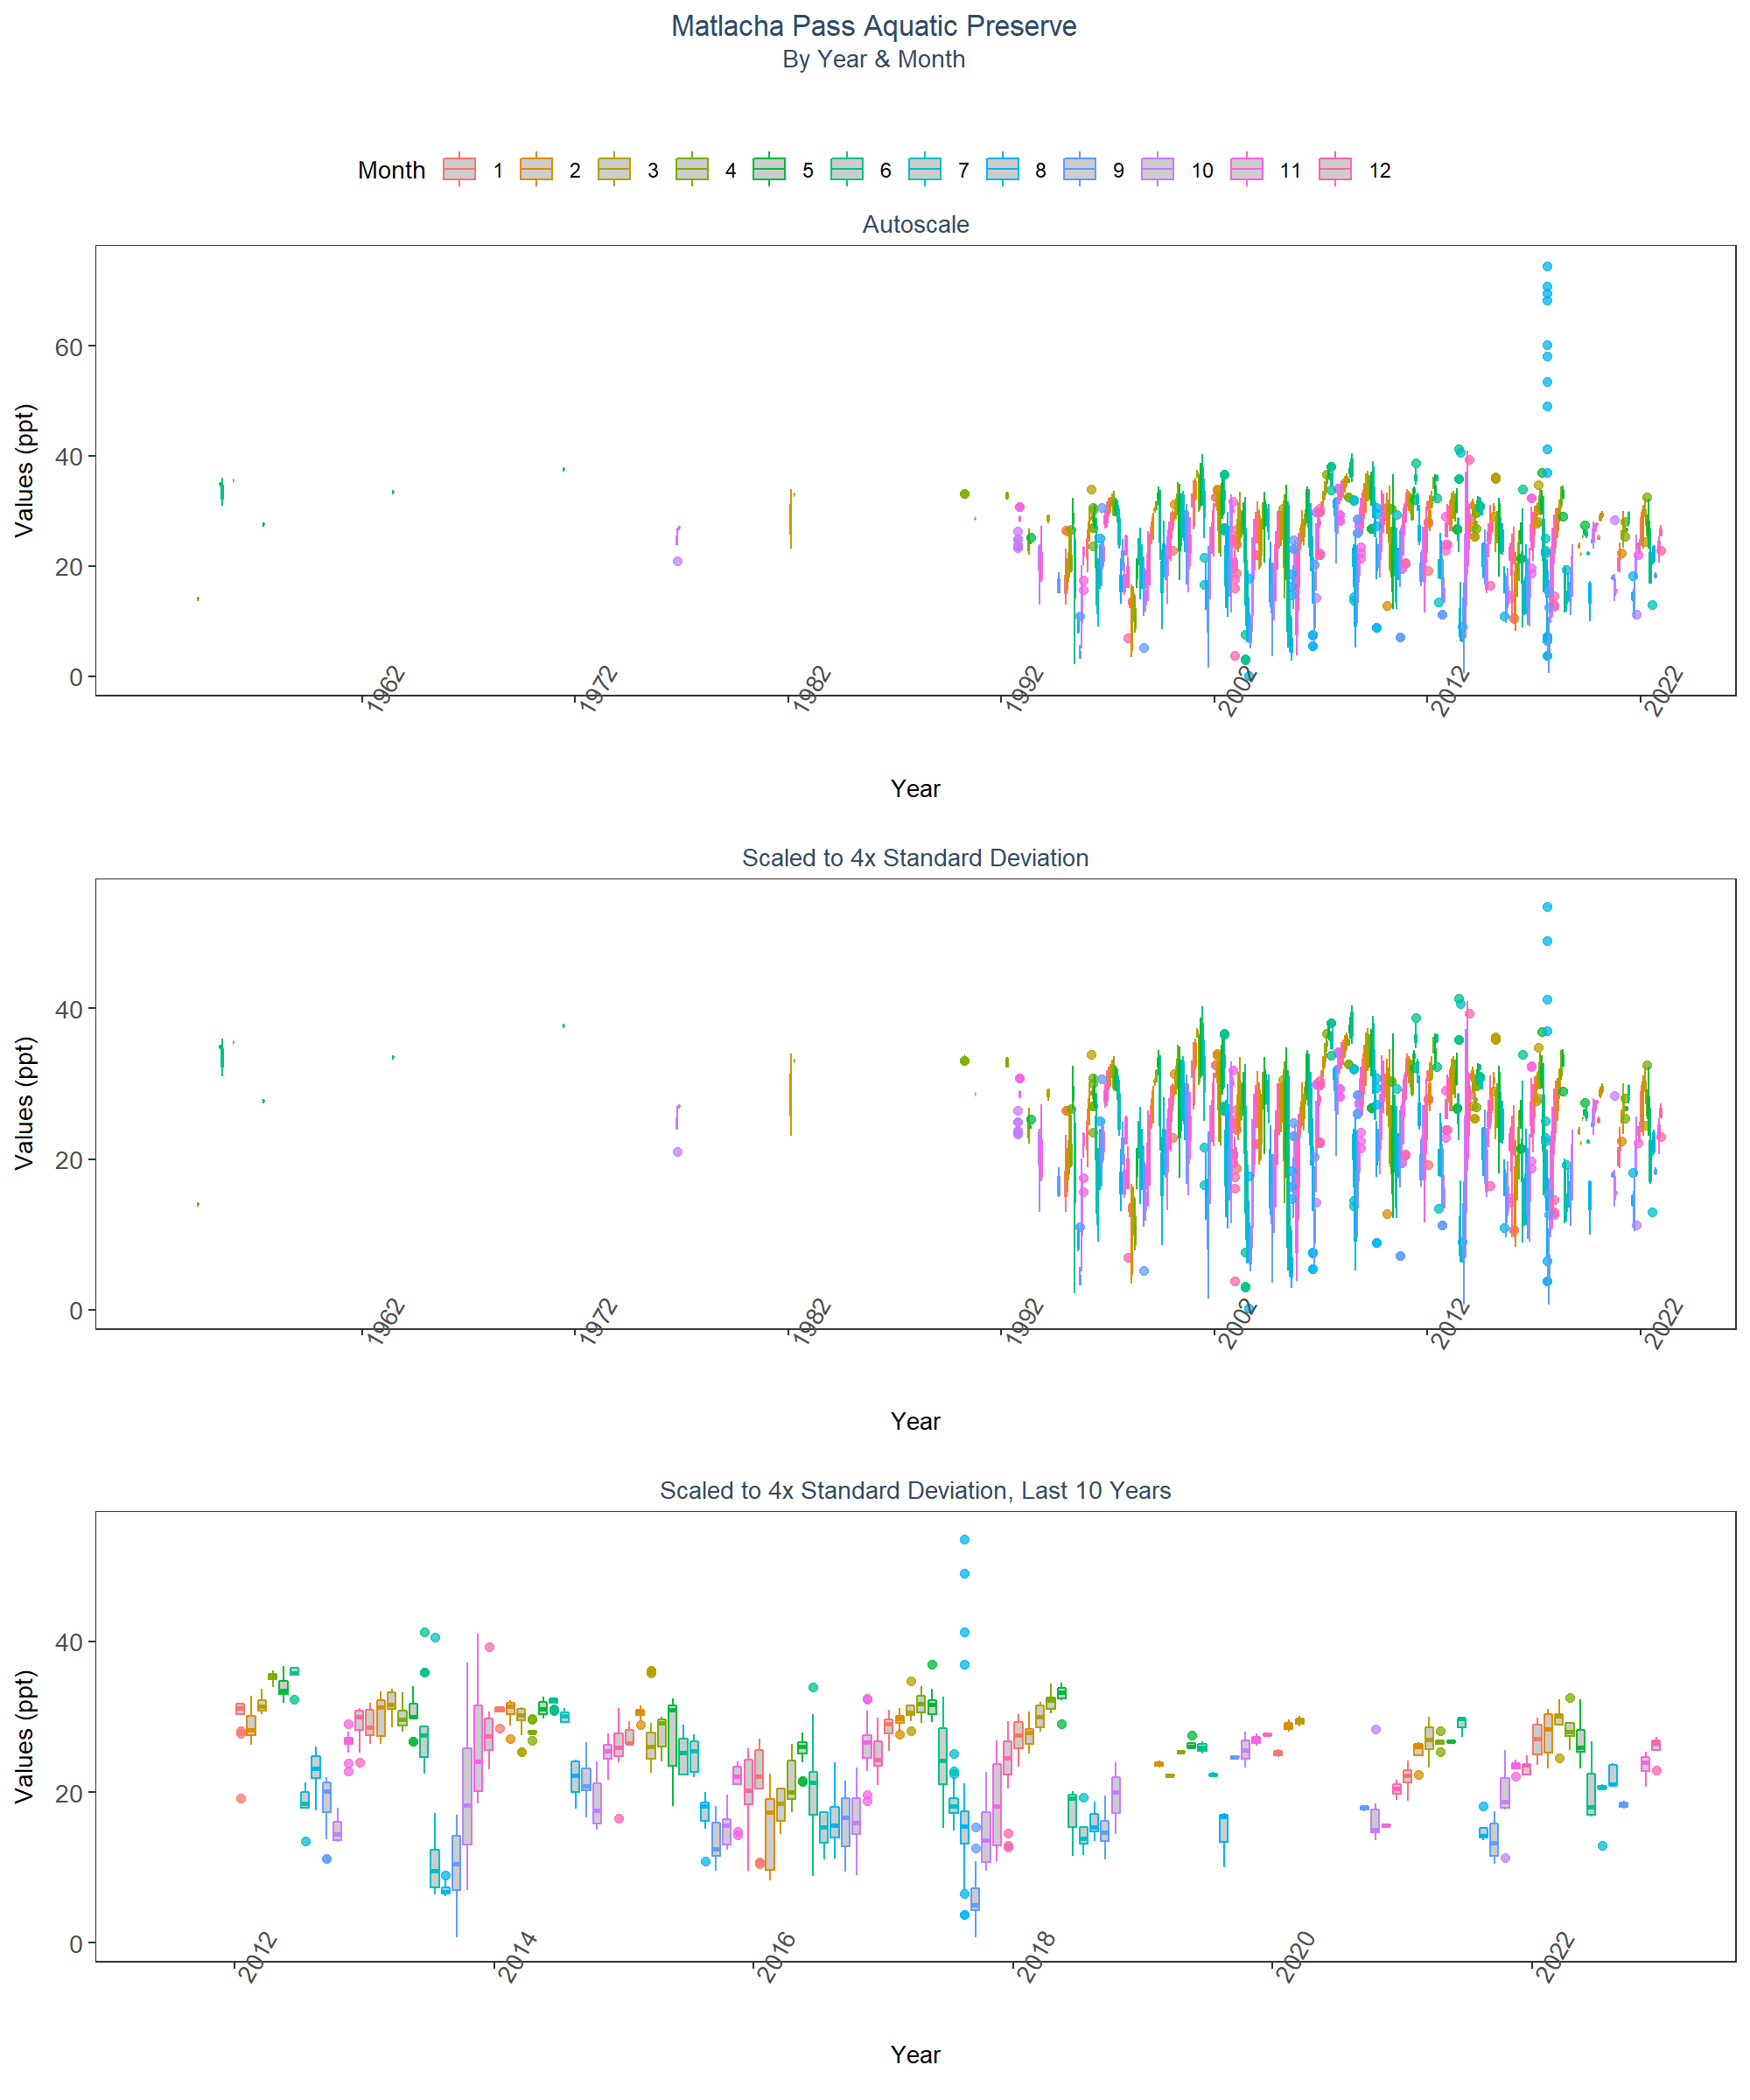 Matlacha Pass Aquatic Preserve
By Year & Month
Month 1 2 3 4 5 6 7 8 9 10 11 12
Autoscale
Values (ppt)
60
40
20
0
1962 1972 1982 1992 2002 2012 2022
Year
Scaled to 4x Standard Deviation
Values (ppt)
40
20
0
1962 1972 1982 1992 2002 2012 2022
Year
Scaled to 4x Standard Deviation, Last 10 Years
Values (ppt)
40
20
0
2012 2014 2016 2018 2020 2022
Year